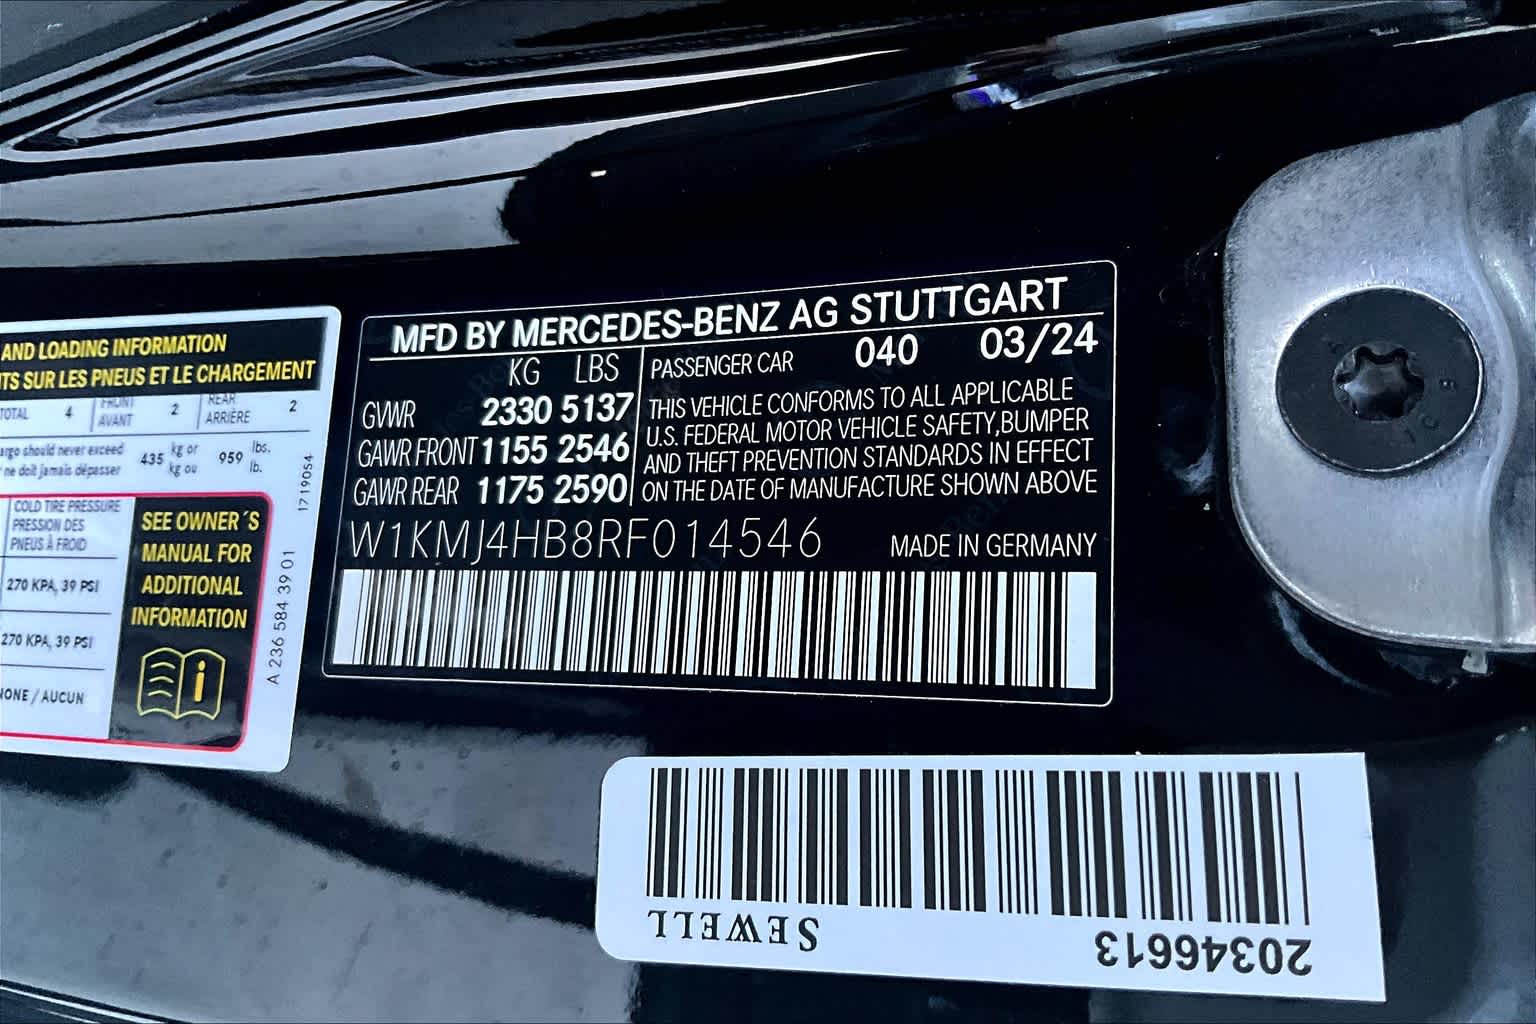 AND LOADING INFORMATION
TS SUR LES PNEUS ET LE CHARGEMENT
TOTAL 4 FRONT AVANT 2 REAR ARRIÈRE 2
argo should never exceed 435 kg or 959 lbs.
ne doit jamais dépasser kg ou lb.
COLD TIRE PRESSURE
PRESSION DES
PNEUS À FROID
270 KPA, 39 PSI
270 KPA, 39 PSI
NONE / AUCUN
SEE OWNER´S
MANUAL FOR
ADDITIONAL
INFORMATION
i
1719054
A 236 584 39 01
MFD BY MERCEDES-BENZ AG STUTTGART
KG LBS
GVWR 2330 5137
GAWR FRONT 1155 2546
GAWR REAR 1175 2590
PASSENGER CAR 040 03/24
THIS VEHICLE CONFORMS TO ALL APPLICABLE
U.S. FEDERAL MOTOR VEHICLE SAFETY,BUMPER
AND THEFT PREVENTION STANDARDS IN EFFECT
ON THE DATE OF MANUFACTURE SHOWN ABOVE
W1KMJ4HB8RF014546 MADE IN GERMANY
SEWELL
20346613